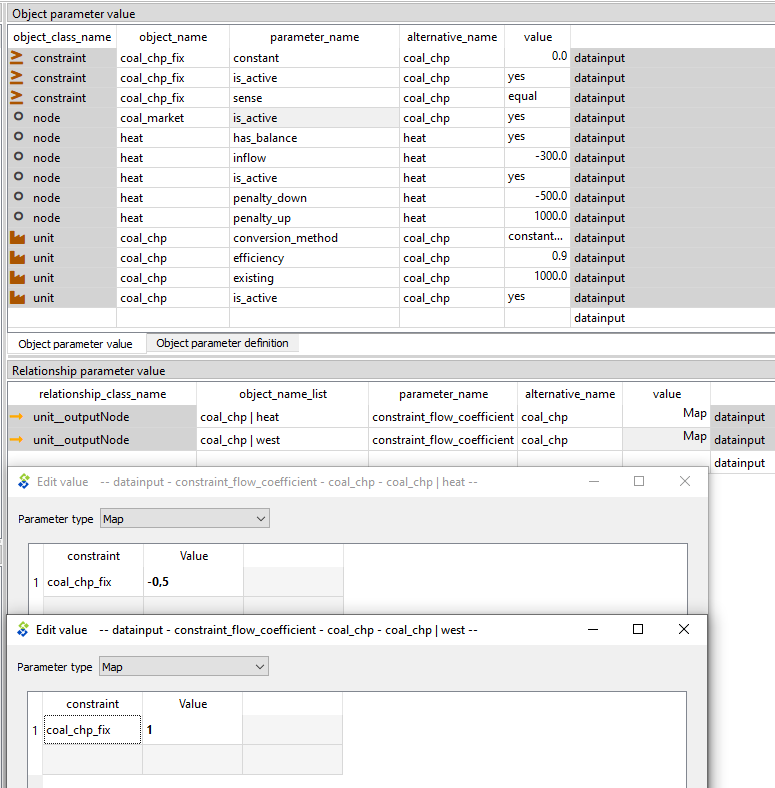 Object parameter value
object_class_name object_name parameter_name alternative_name value
constraint coal_chp_fix constant coal_chp 0.0 datainput
constraint coal_chp_fix is_active coal_chp yes datainput
constraint coal_chp_fix sense coal_chp equal datainput
node coal_market is_active coal_chp yes datainput
node heat has_balance heat yes datainput
node heat inflow heat -300.0 datainput
node heat is_active heat yes datainput
node heat penalty_down heat -500.0 datainput
node heat penalty_up heat 1000.0 datainput
unit coal_chp conversion_method coal_chp constant... datainput
unit coal_chp efficiency coal_chp 0.9 datainput
unit coal_chp existing coal_chp 1000.0 datainput
unit coal_chp is_active coal_chp yes datainput
datainput
Object parameter value Object parameter definition
Relationship parameter value
relationship_class_name object_name_list parameter_name alternative_name value
unit__outputNode coal_chp | heat constraint_flow_coefficient coal_chp Map datainput
unit__outputNode coal_chp | west constraint_flow_coefficient coal_chp Map datainput
datainput
Edit value -- datainput - constraint_flow_coefficient - coal_chp - coal_chp | heat --
Parameter type Map
constraint Value
1 coal_chp_fix -0,5
Edit value -- datainput - constraint_flow_coefficient - coal_chp - coal_chp | west --
Parameter type Map
constraint Value
1 coal_chp_fix 1